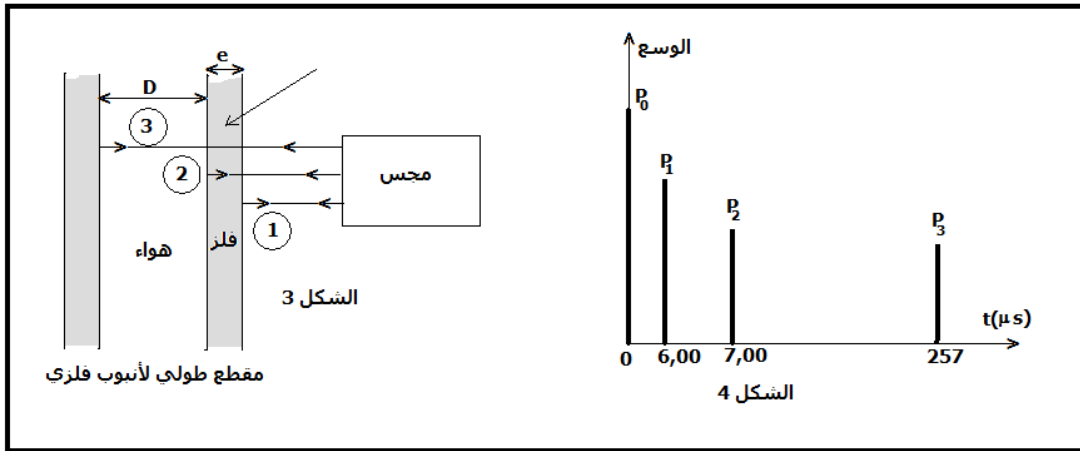 e
D
3
2
1
مجس
فلز
هواء
الشكل 3
مقطع طولي لأنبوب فلزي
الوسع
P0
P1
P2
P3
t(µs)
0
6,00
7,00
257
الشكل 4